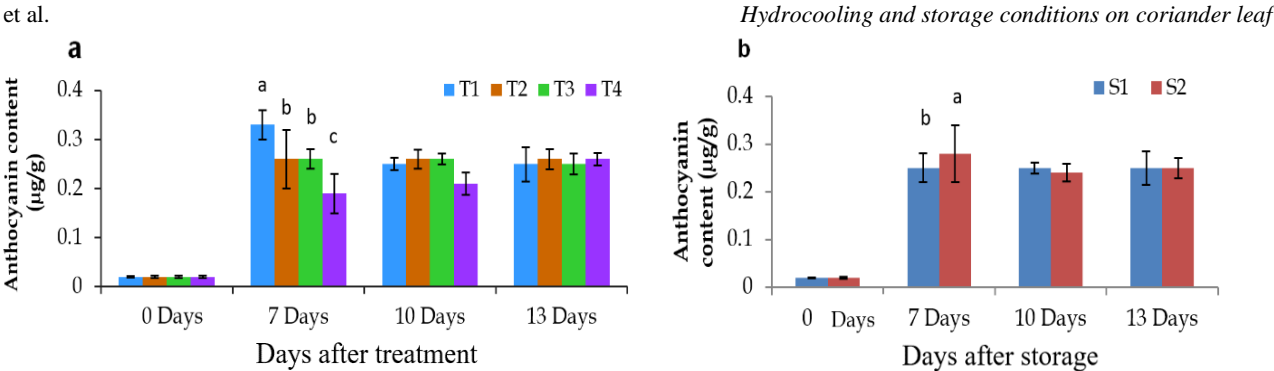 et al.
Hydrocooling and storage conditions on coriander leaf
a
Anthocyanin content
(µg/g)
0.4
0.3
0.2
0.1
0
T1 T2 T3 T4
a
b
b
c
0 Days 7 Days 10 Days 13 Days
Days after treatment
b
Anthocyanin
content (µg/g)
0.4
0.3
0.2
0.1
0
S1 S2
b
a
0 Days 7 Days 10 Days 13 Days
Days after storage